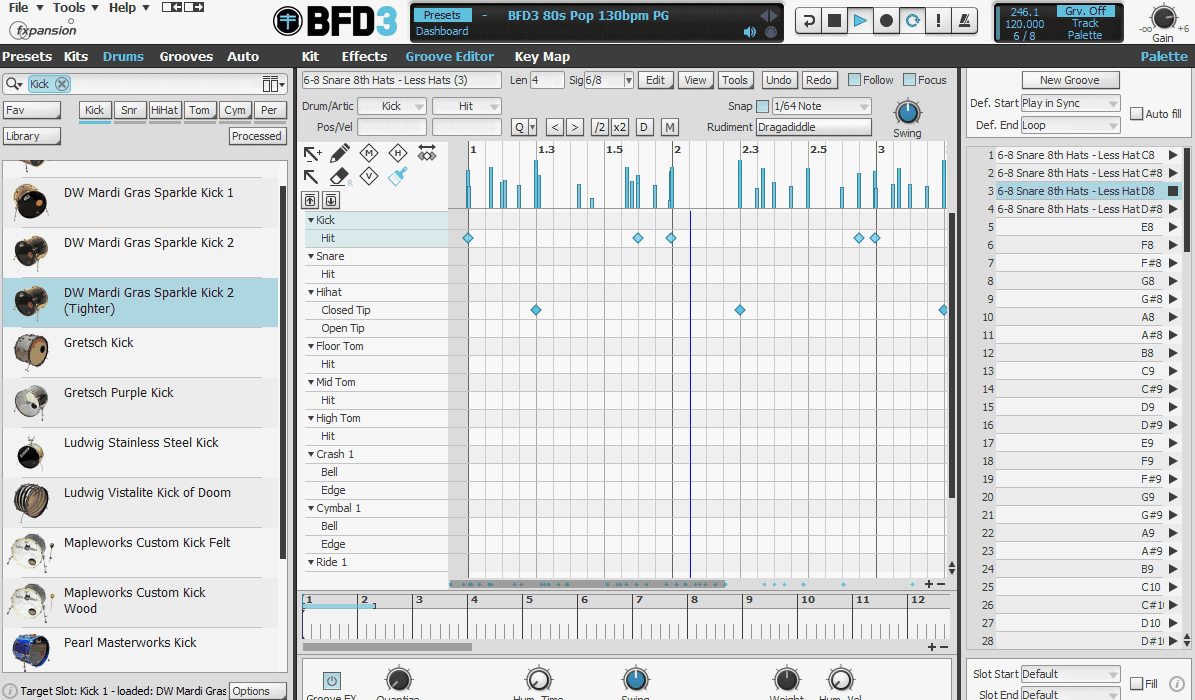 File Tools Help
fxpansion
BFD3
Presets - BFD3 80s Pop 130bpm PG
Dashboard
246.1 Grv. Off
120.000 Track
6 / 8 Palette
-oo +6
Gain
Presets Kits Drums Grooves Auto
Kit Effects Groove Editor Key Map
Palette
Kick
Fav Kick Snr HiHat Tom Cym Per
Library Processed
DW Mardi Gras Sparkle Kick 1
DW Mardi Gras Sparkle Kick 2
DW Mardi Gras Sparkle Kick 2
(Tighter)
Gretsch Kick
Gretsch Purple Kick
Ludwig Stainless Steel Kick
Ludwig Vistalite Kick of Doom
Mapleworks Custom Kick Felt
Mapleworks Custom Kick
Wood
Pearl Masterworks Kick
Target Slot: Kick 1 - loaded: DW Mardi Gras Options
6-8 Snare 8th Hats - Less Hats (3) Len 4 Sig 6/8 Edit View Tools Undo Redo Follow Focus
Drum/Artic Kick Hit Snap 1/64 Note
Pos/Vel Q < > /2 x2 D M Rudiment Dragadiddle Swing
M H
R V
1 1.3 1.5 2 2.3 2.5 3
Kick
Hit
Snare
Hit
Hihat
Closed Tip
Open Tip
Floor Tom
Hit
Mid Tom
Hit
High Tom
Hit
Crash 1
Bell
Edge
Cymbal 1
Bell
Edge
Ride 1
1 2 3 4 5 6 7 8 9 10 11 12
Groove FX Quantize Hum. Time Swing Weight Hum. Vel
New Groove
Def. Start Play in Sync
Def. End Loop
Auto fill
1 6-8 Snare 8th Hats - Less Hat C8
2 6-8 Snare 8th Hats - Less Hat C#8
3 6-8 Snare 8th Hats - Less Hat D8
4 6-8 Snare 8th Hats - Less Hat D#8
5 E8
6 F8
7 F#8
8 G8
9 G#8
10 A8
11 A#8
12 B8
13 C9
14 C#9
15 D9
16 D#9
17 E9
18 F9
19 F#9
20 G9
21 G#9
22 A9
23 A#9
24 B9
25 C10
26 C#1
27 D10
28 D#1
Slot Start Default
Slot End Default
Fill